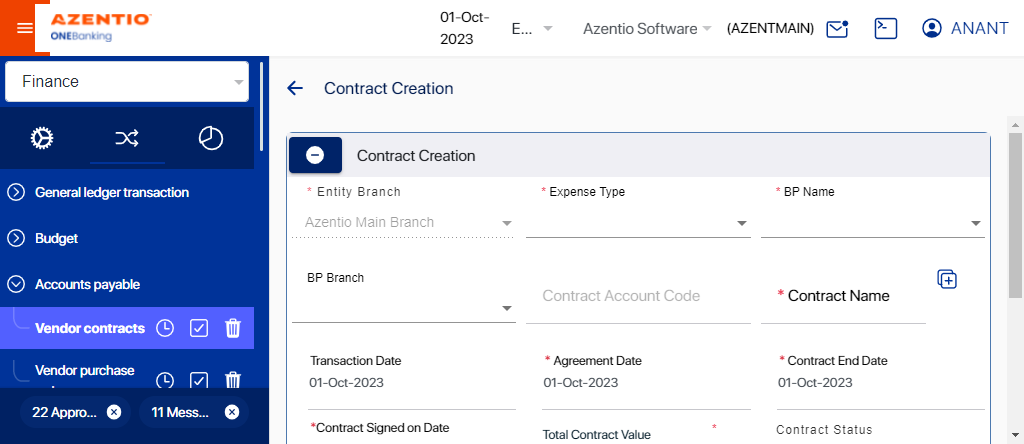 AZENTIO
ONEBanking
01-Oct-2023
E...
Azentio Software
(AZENTMAIN)
ANANT
Finance
General ledger transaction
Budget
Accounts payable
Vendor contracts
Vendor purchase
22 Appro...
11 Mess...
Contract Creation
Contract Creation
* Entity Branch
* Expense Type
* BP Name
Azentio Main Branch
BP Branch
Contract Account Code
* Contract Name
Transaction Date
* Agreement Date
* Contract End Date
01-Oct-2023
01-Oct-2023
01-Oct-2023
*Contract Signed on Date
Total Contract Value *
Contract Status